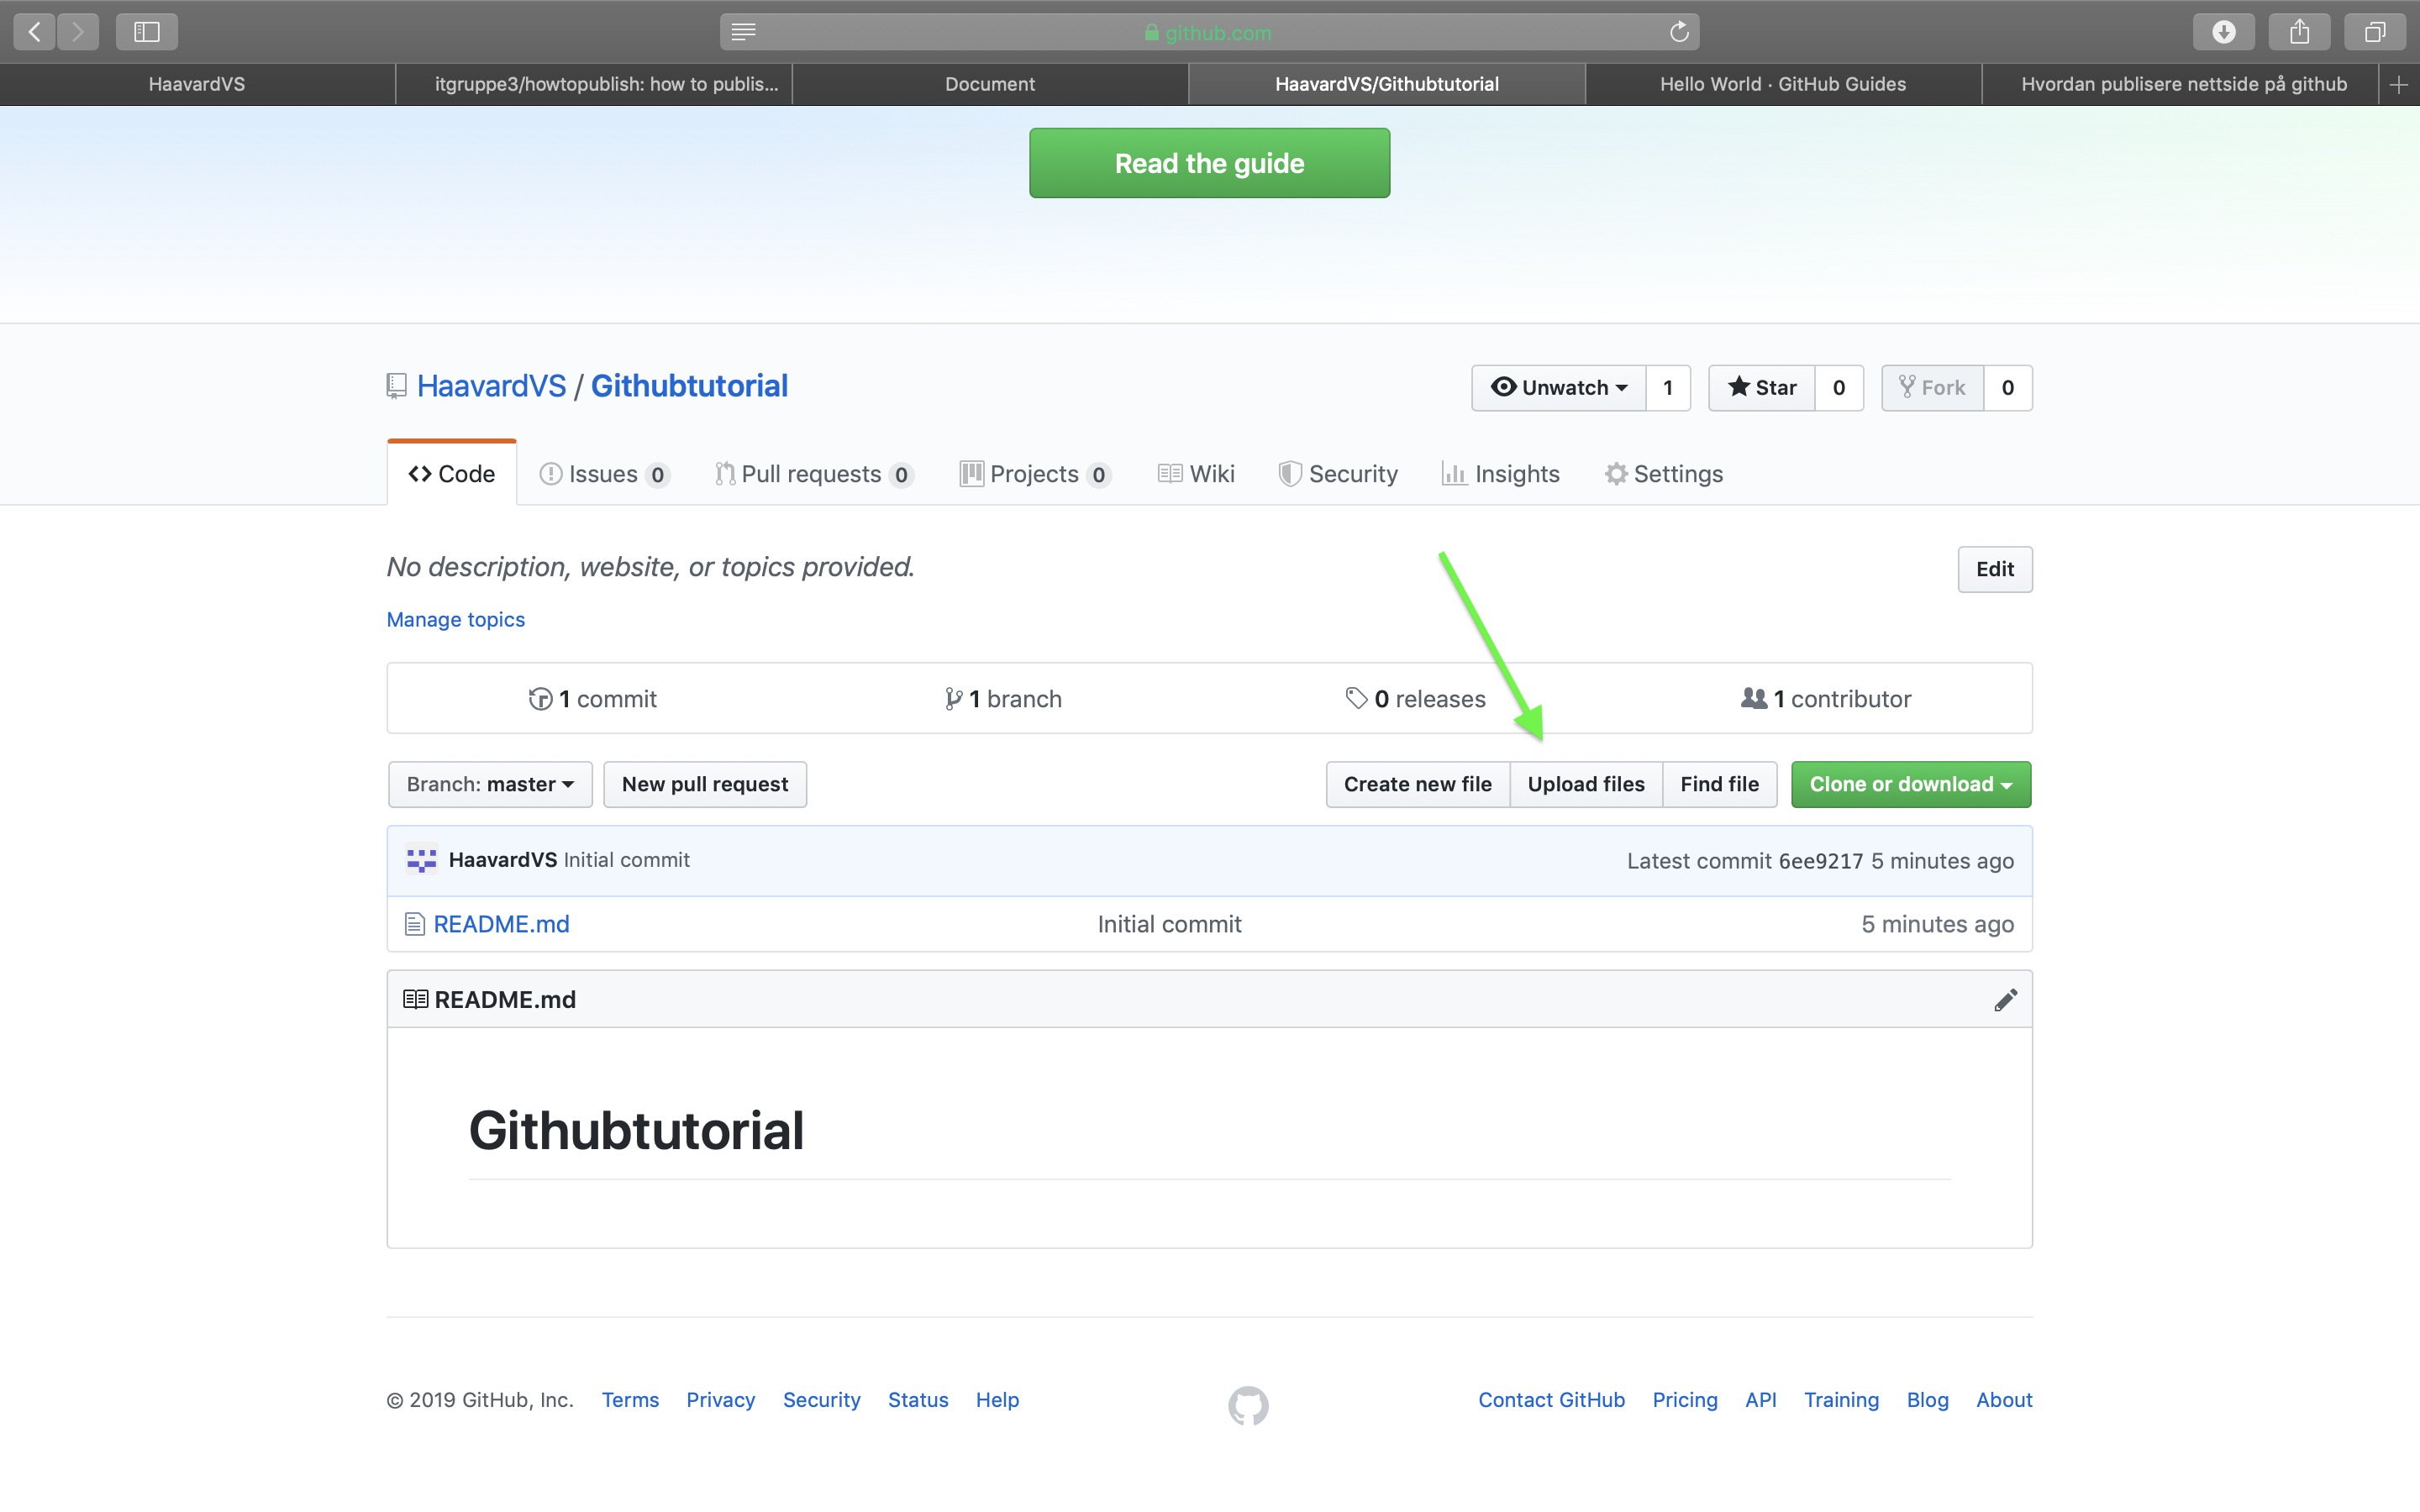 github.com
HaavardVS
itgruppe3/howtopublish: how to publis...
Document
HaavardVS/Githubtutorial
Hello World · GitHub Guides
Hvordan publisere nettside på github
Read the guide
HaavardVS / Githubtutorial
Unwatch 1
Star 0
Fork 0
Code
Issues 0
Pull requests 0
Projects 0
Wiki
Security
Insights
Settings
No description, website, or topics provided.
Edit
Manage topics
1 commit
1 branch
0 releases
1 contributor
Branch: master
New pull request
Create new file
Upload files
Find file
Clone or download
HaavardVS Initial commit
Latest commit 6ee9217 5 minutes ago
README.md
Initial commit
5 minutes ago
README.md
Githubtutorial
© 2019 GitHub, Inc.
Terms
Privacy
Security
Status
Help
Contact GitHub
Pricing
API
Training
Blog
About